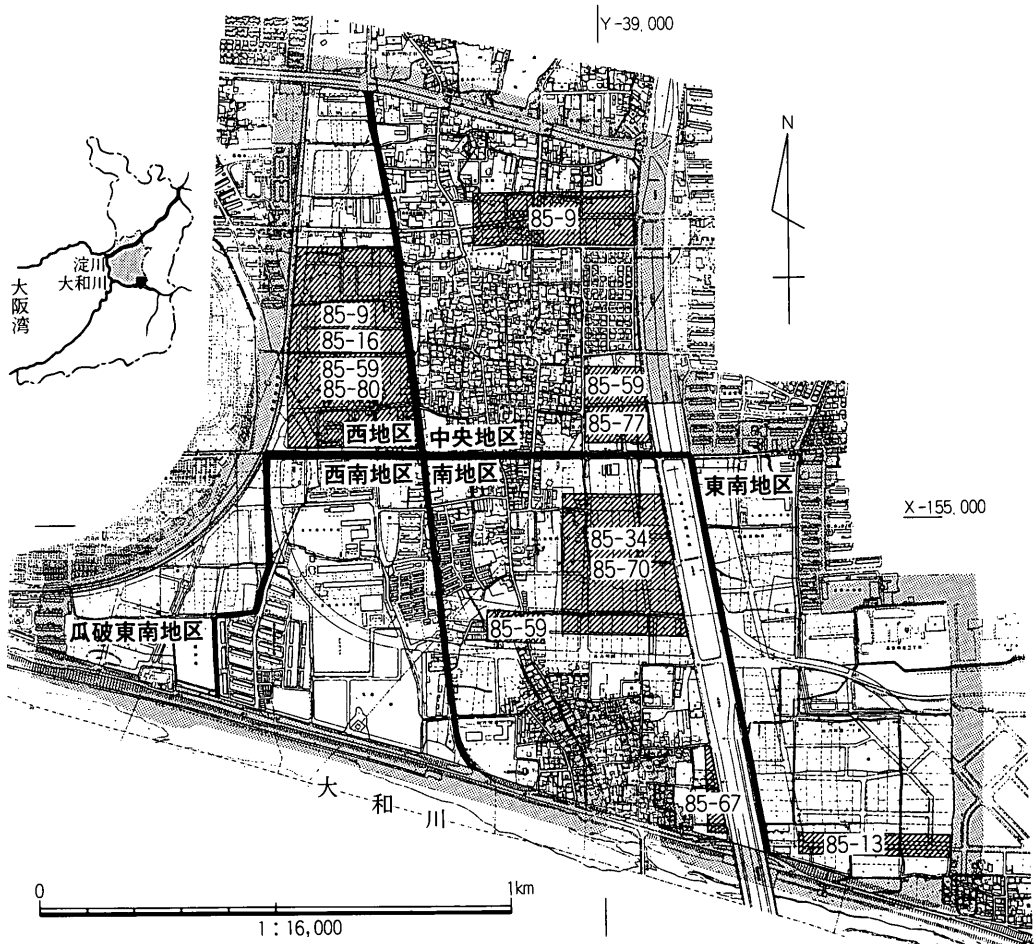 Y-39,000
N
淀川
大和川
大阪湾
85-9
85-9
85-16
85-59
85-80
85-59
85-77
西地区
中央地区
西南地区
南地区
東南地区
X-155,000
85-34
85-70
85-59
瓜破東南地区
85-67
85-13
大和川
0
1km
1:16,000